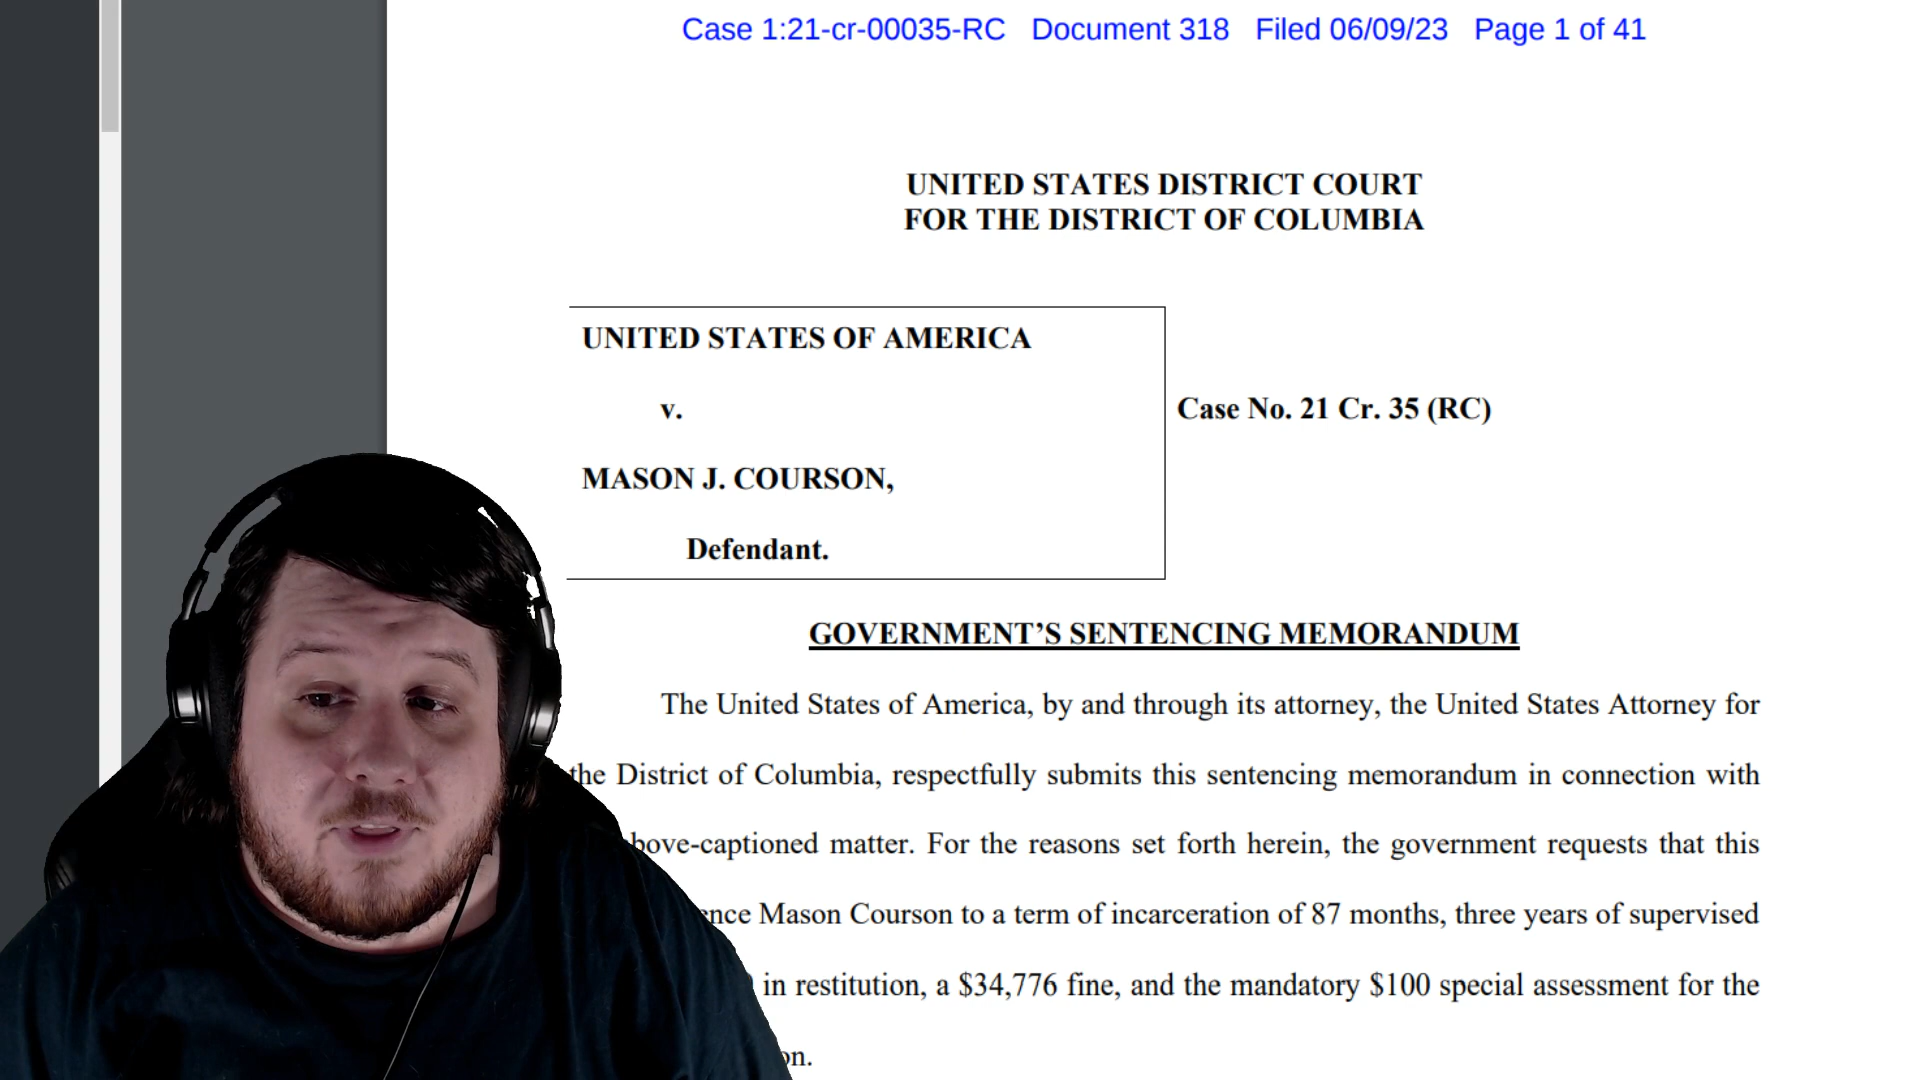 Case 1:21-cr-00035-RC Document 318 Filed 06/09/23 Page 1 of 41
UNITED STATES DISTRICT COURT
FOR THE DISTRICT OF COLUMBIA
UNITED STATES OF AMERICA
v.
MASON J. COURSON,
Defendant.
Case No. 21 Cr. 35 (RC)
GOVERNMENT’S SENTENCING MEMORANDUM
The United States of America, by and through its attorney, the United States Attorney for
the District of Columbia, respectfully submits this sentencing memorandum in connection with
bove-captioned matter. For the reasons set forth herein, the government requests that this
nce Mason Courson to a term of incarceration of 87 months, three years of supervised
in restitution, a $34,776 fine, and the mandatory $100 special assessment for the
on.